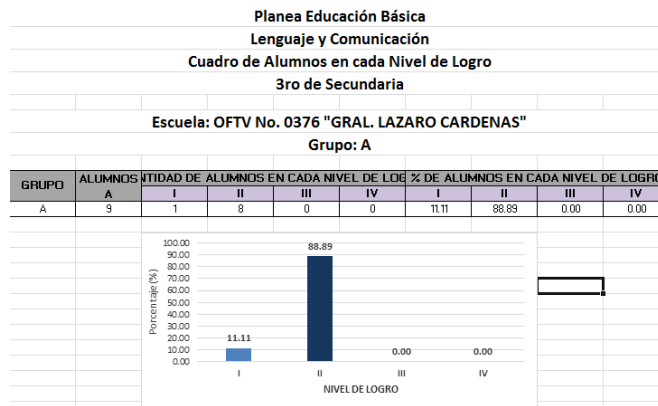 Planea Educación Básica
Lenguaje y Comunicación
Cuadro de Alumnos en cada Nivel de Logro
3ro de Secundaria
Escuela: OFTV No. 0376 "GRAL. LAZARO CARDENAS"
Grupo: A
GRUPO ALUMNOS A NTIDAD DE ALUMNOS EN CADA NIVEL DE LOG % DE ALUMNOS EN CADA NIVEL DE LOGRO
I II III IV I II III IV
A 9 1 8 0 0 11.11 88.89 0.00 0.00
Porcentaje (%)
100.00
90.00
80.00
70.00
60.00
50.00
40.00
30.00
20.00
10.00
0.00
11.11
88.89
0.00
0.00
I II III IV
NIVEL DE LOGRO